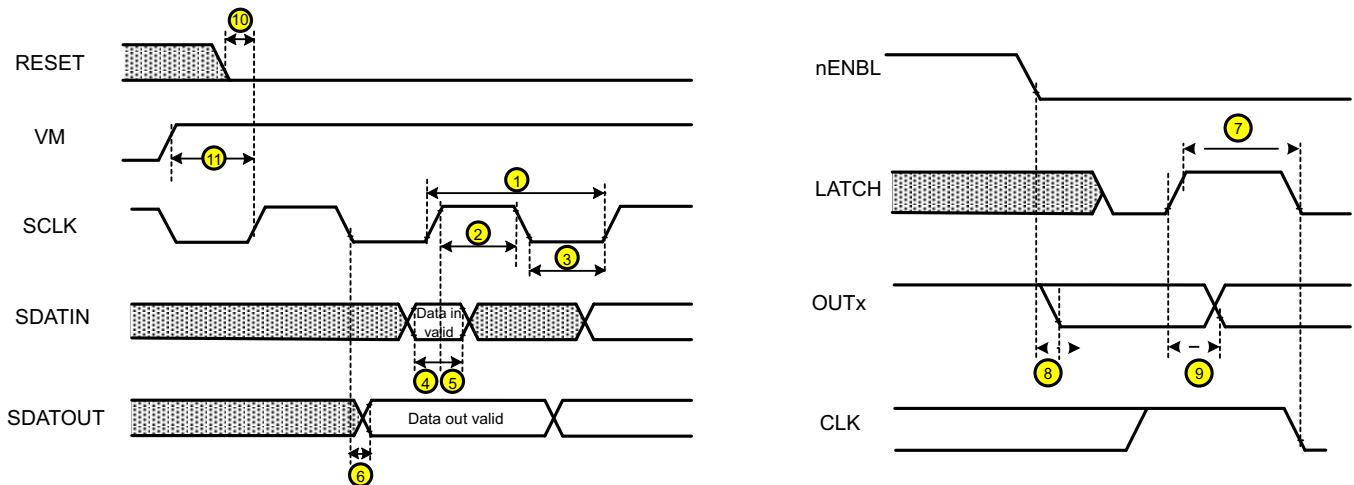 RESET
10
VM
11
SCLK
1
2
3
SDATIN
Data in
valid
4
5
SDATOUT
Data out valid
6
nENBL
LATCH
7
OUTx
8
9
CLK